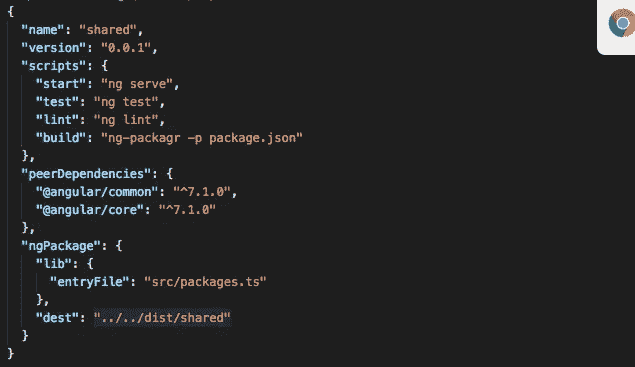 {
"name": "shared",
"version": "0.0.1",
"scripts": {
"start": "ng serve",
"test": "ng test",
"lint": "ng lint",
"build": "ng-packagr -p package.json"
},
"peerDependencies": {
"@angular/common": "^7.1.0",
"@angular/core": "^7.1.0"
},
"ngPackage": {
"lib": {
"entryFile": "src/packages.ts"
},
"dest": "../../dist/shared"
}
}